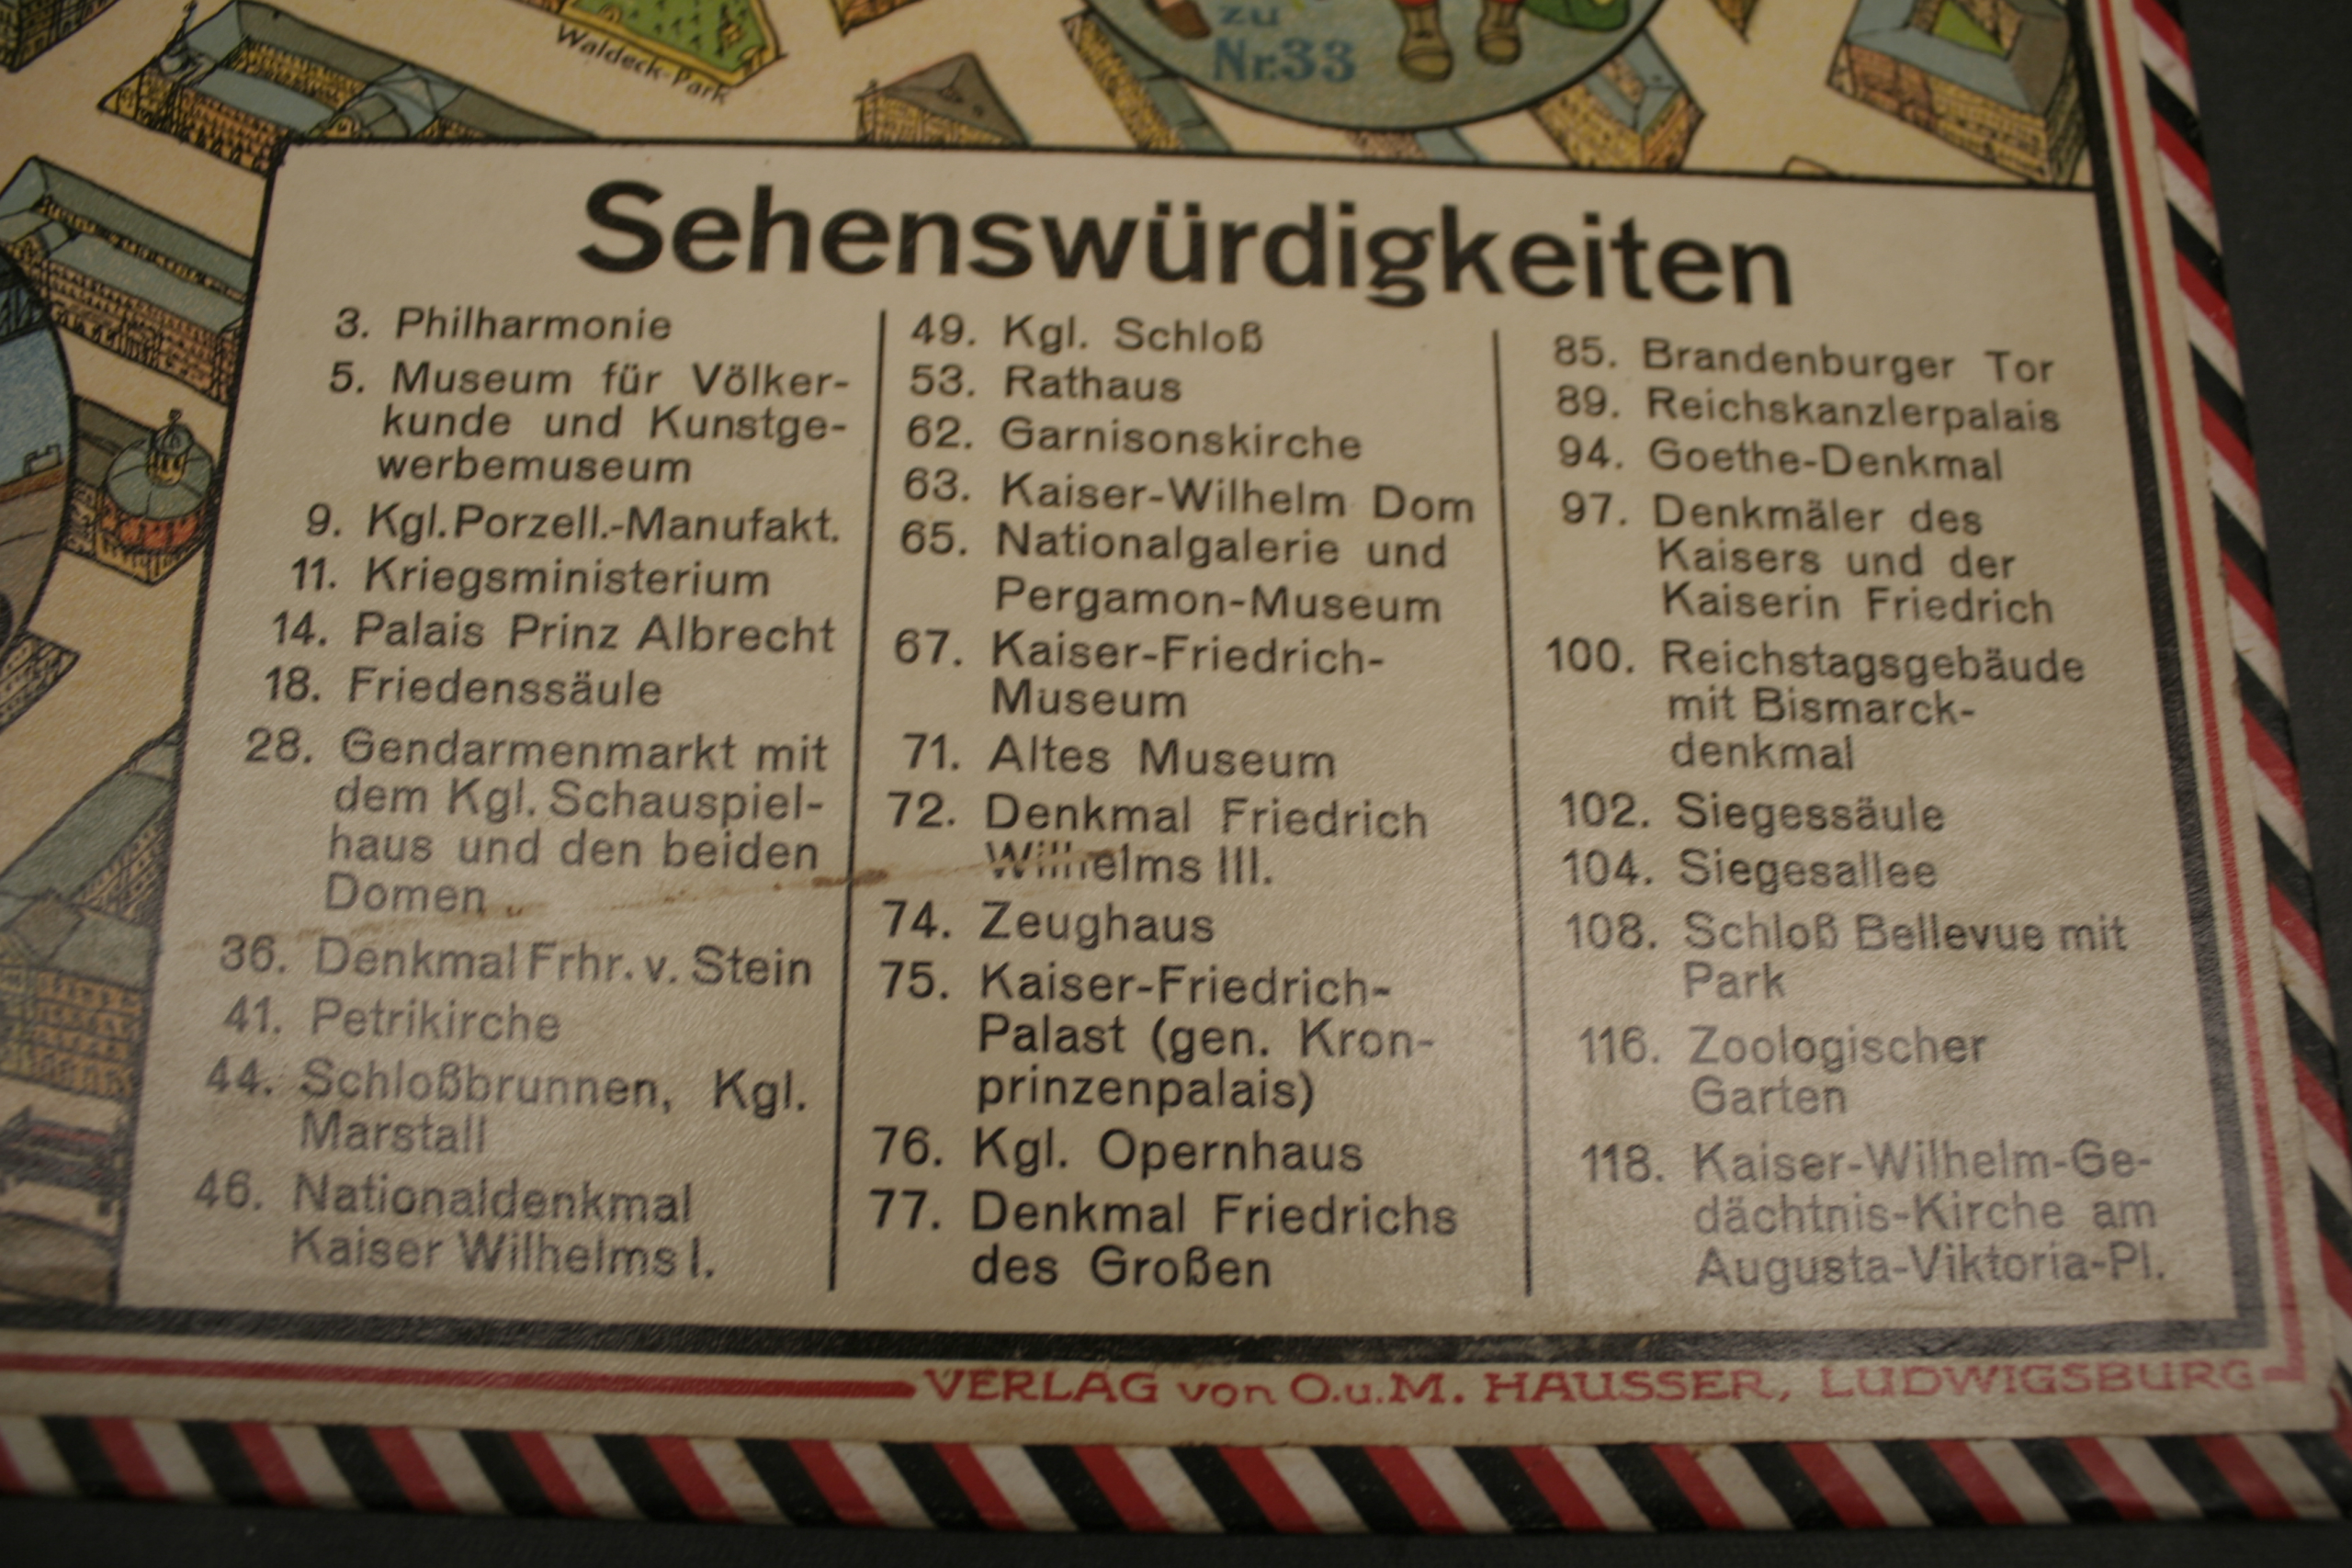 Waldeck-Park
zu
Nr.33
Sehenswürdigkeiten
3. Philharmonie
5. Museum für Völker-
kunde und Kunstge-
werbemuseum
9. Kgl. Porzell.-Manufakt.
11. Kriegsministerium
14. Palais Prinz Albrecht
18. Friedenssäule
28. Gendarmenmarkt mit
dem Kgl. Schauspiel-
haus und den beiden
Domen
36. Denkmal Frhr. v. Stein
41. Petrikirche
44. Schloßbrunnen, Kgl.
Marstall
46. Nationaldenkmal
Kaiser Wilhelms I.
49. Kgl. Schloß
53. Rathaus
62. Garnisonskirche
63. Kaiser-Wilhelm Dom
65. Nationalgalerie und
Pergamon-Museum
67. Kaiser-Friedrich-
Museum
71. Altes Museum
72. Denkmal Friedrich
Wilhelms III.
74. Zeughaus
75. Kaiser-Friedrich-
Palast (gen. Kron-
prinzenpalais)
76. Kgl. Opernhaus
77. Denkmal Friedrichs
des Großen
85. Brandenburger Tor
89. Reichskanzlerpalais
94. Goethe-Denkmal
97. Denkmäler des
Kaisers und der
Kaiserin Friedrich
100. Reichstagsgebäude
mit Bismarck-
denkmal
102. Siegessäule
104. Siegesallee
108. Schloß Bellevue mit
Park
116. Zoologischer
Garten
118. Kaiser-Wilhelm-Ge-
dächtnis-Kirche am
Augusta-Viktoria-Pl.
VERLAG von O.u.M. HAUSSER, LUDWIGSBURG